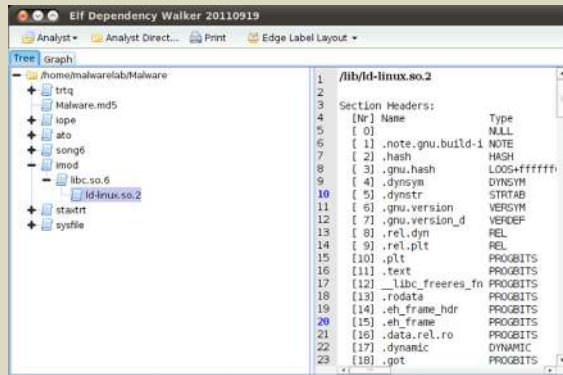 Elf Dependency Walker 20110919
Analyst
Analyst Direct...
Print
Edge Label Layout
Tree
Graph
/home/malwarelab/Malware
trtq
Malware.md5
iope
ato
song6
imod
libc.so.6
ld-linux.so.2
staxtrt
sysfile
1 /lib/ld-linux.so.2
2
3 Section Headers:
4 [Nr] Name Type
5 [ 0] NULL
6 [ 1] .note.gnu.build-i NOTE
7 [ 2] .hash HASH
8 [ 3] .gnu.hash LOOS+ffffff
9 [ 4] .dynsym DYNSYM
10 [ 5] .dynstr STRTAB
11 [ 6] .gnu.version VERSYM
12 [ 7] .gnu.version_d VERDEF
13 [ 8] .rel.dyn REL
14 [ 9] .rel.plt REL
15 [10] .plt PROGBITS
16 [11] .text PROGBITS
17 [12] __libc_freeres_fn PROGBITS
18 [13] .rodata PROGBITS
19 [14] .eh_frame_hdr PROGBITS
20 [15] .eh_frame PROGBITS
21 [16] .data.rel.ro PROGBITS
22 [17] .dynamic DYNAMIC
23 [18] .got PROGBITS